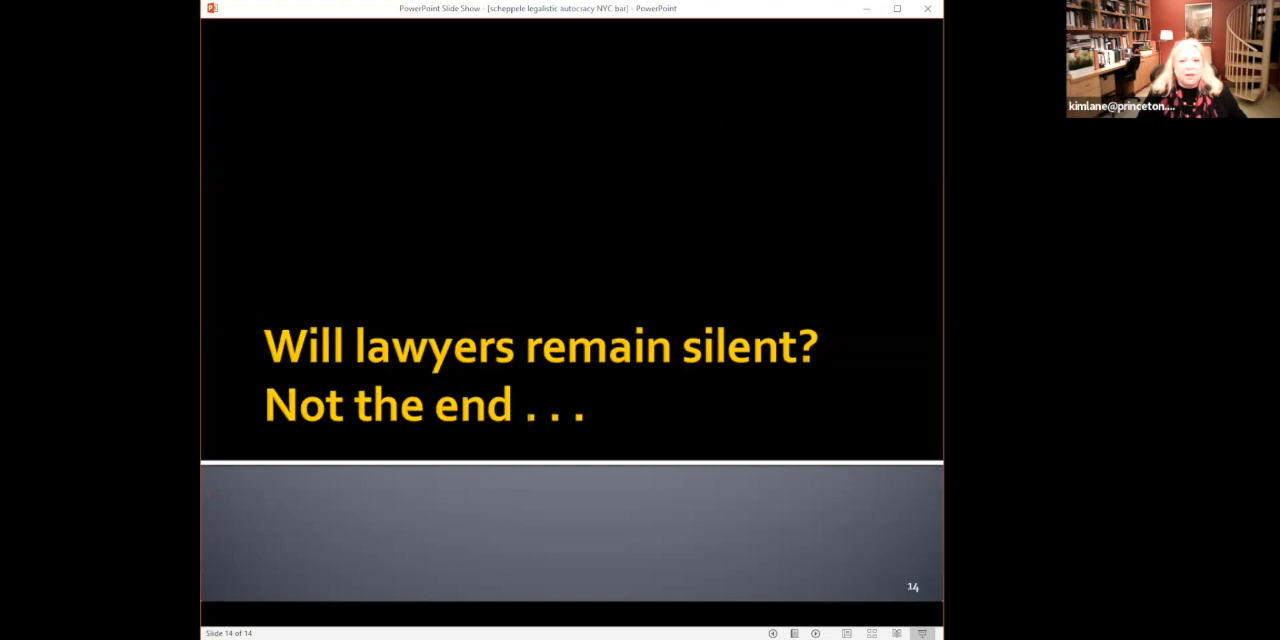 PowerPoint Slide Show - [scheppele legalistic autocracy NYC bar] - PowerPoint
kimlane@princeton....
Will lawyers remain silent?
Not the end . . .
14
Slide 14 of 14